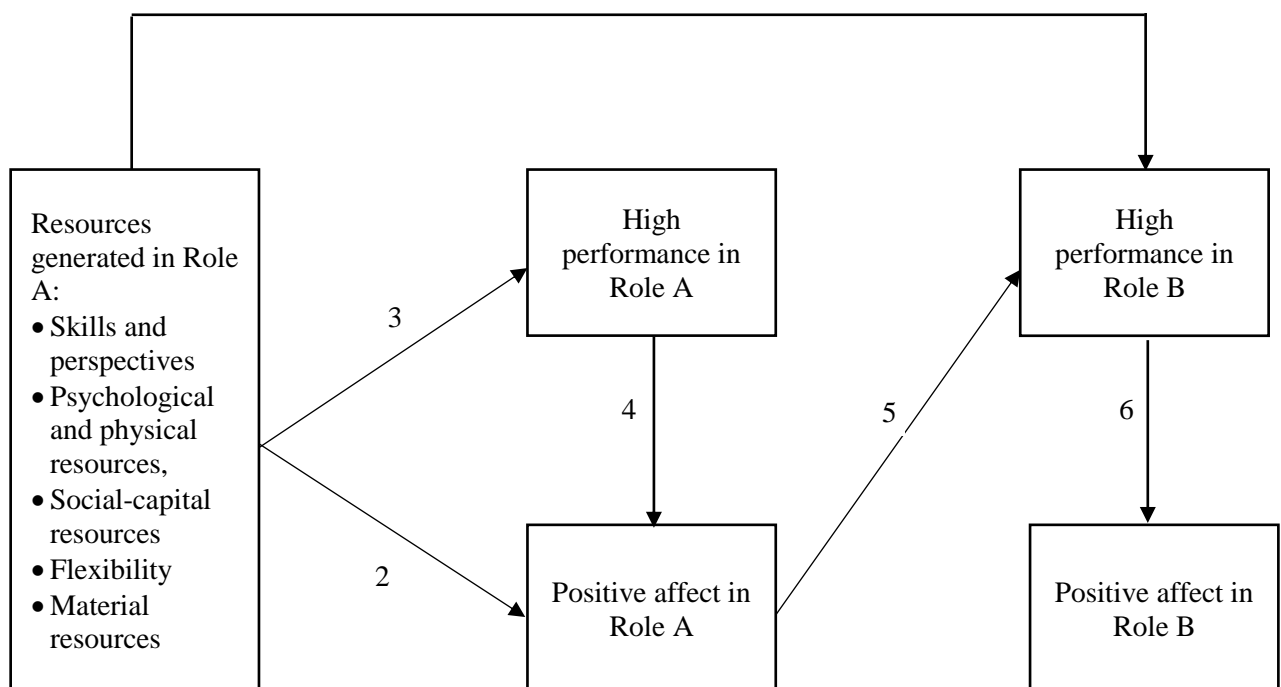 Resources
generated in Role
A:
• Skills and
perspectives
• Psychological
and physical
resources,
• Social-capital
resources
• Flexibility
• Material
resources
3
2
High
performance in
Role A
4
Positive affect in
Role A
5
High
performance in
Role B
6
Positive affect in
Role B